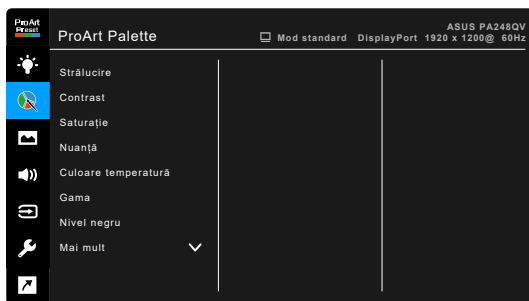 ProArt
Preset
ProArt Palette
ASUS PA248QV
Mod standard DisplayPort 1920 x 1200@ 60Hz
Strălucire
Contrast
Saturație
Nuanță
Culoare temperatură
Gama
Nivel negru
Mai mult